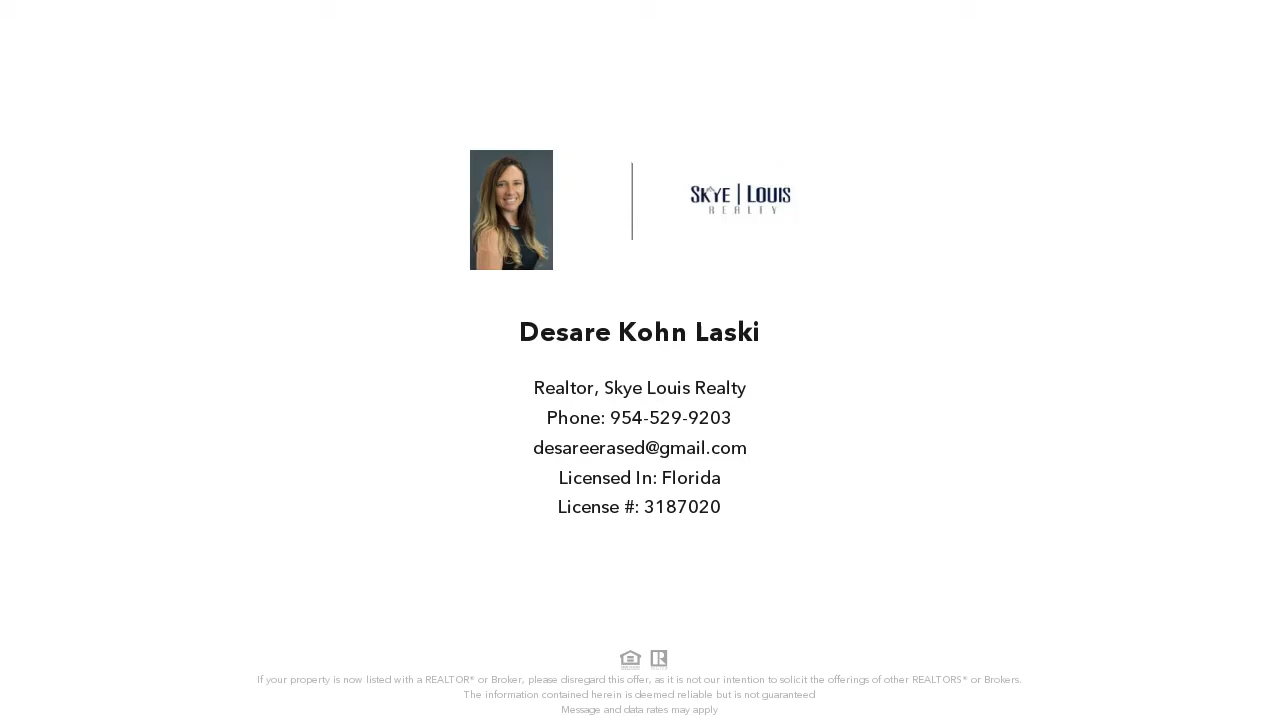 SKYE | LOUIS
REALTY
Desare Kohn Laski
Realtor, Skye Louis Realty
Phone: 954-529-9203
desareerased@gmail.com
Licensed In: Florida
License #: 3187020
If your property is now listed with a REALTOR® or Broker, please disregard this offer, as it is not our intention to solicit the offerings of other REALTORS® or Brokers.
The information contained herein is deemed reliable but is not guaranteed
Message and data rates may apply